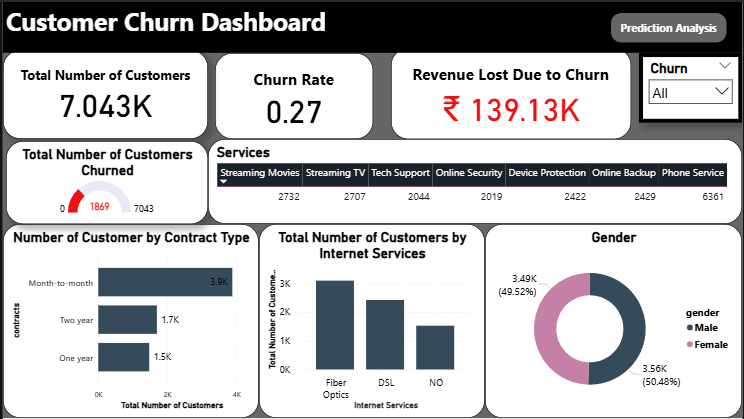 Customer Churn Dashboard
Prediction Analysis
Total Number of Customers
7.043K
Churn Rate
0.27
Revenue Lost Due to Churn
₹ 139.13K
Churn
All
Total Number of Customers
Churned
0
1869
7043
Services
Streaming Movies Streaming TV Tech Support Online Security Device Protection Online Backup Phone Service
2732 2707 2044 2019 2422 2429 6361
Number of Customer by Contract Type
contracts
Month-to-month 3.9K
Two year 1.7K
One year 1.5K
0K 2K 4K
Total Number of Customers
Total Number of Customers by
Internet Services
Total Number of Custome...
3K
2K
1K
0K
Fiber
Optics
DSL
NO
Internet Services
Gender
3.49K
(49.52%)
3.56K
(50.48%)
gender
Male
Female